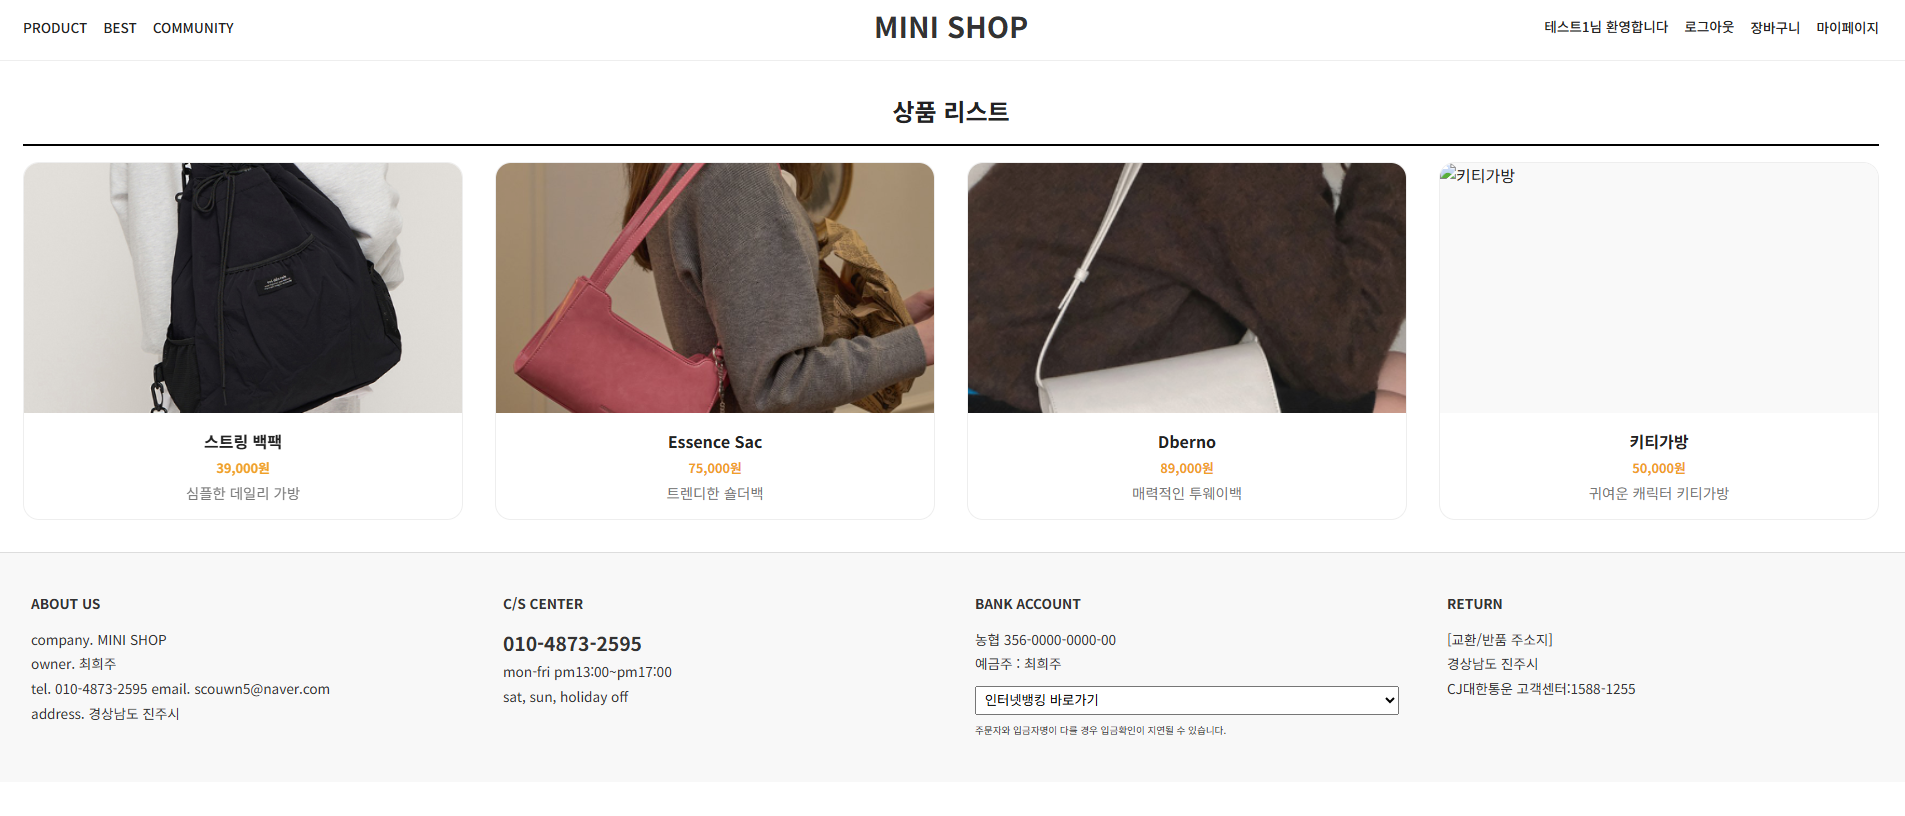 PRODUCT BEST COMMUNITY
MINI SHOP
테스트1님 환영합니다 로그아웃 장바구니 마이페이지
상품 리스트
키티가방
스트링 백팩
39,000원
심플한 데일리 가방
Essence Sac
75,000원
트렌디한 숄더백
Dberno
89,000원
매력적인 투웨이백
키티가방
50,000원
귀여운 캐릭터 키티가방
ABOUT US
company. MINI SHOP
owner. 최희주
tel. 010-4873-2595 email. scouwn5@naver.com
address. 경상남도 진주시
C/S CENTER
010-4873-2595
mon-fri pm13:00~pm17:00
sat, sun, holiday off
BANK ACCOUNT
농협 356-0000-0000-00
예금주 : 최희주
인터넷뱅킹 바로가기
주문자와 입금자명이 다를 경우 입금확인이 지연될 수 있습니다.
RETURN
[교환/반품 주소지]
경상남도 진주시
CJ대한통운 고객센터:1588-1255